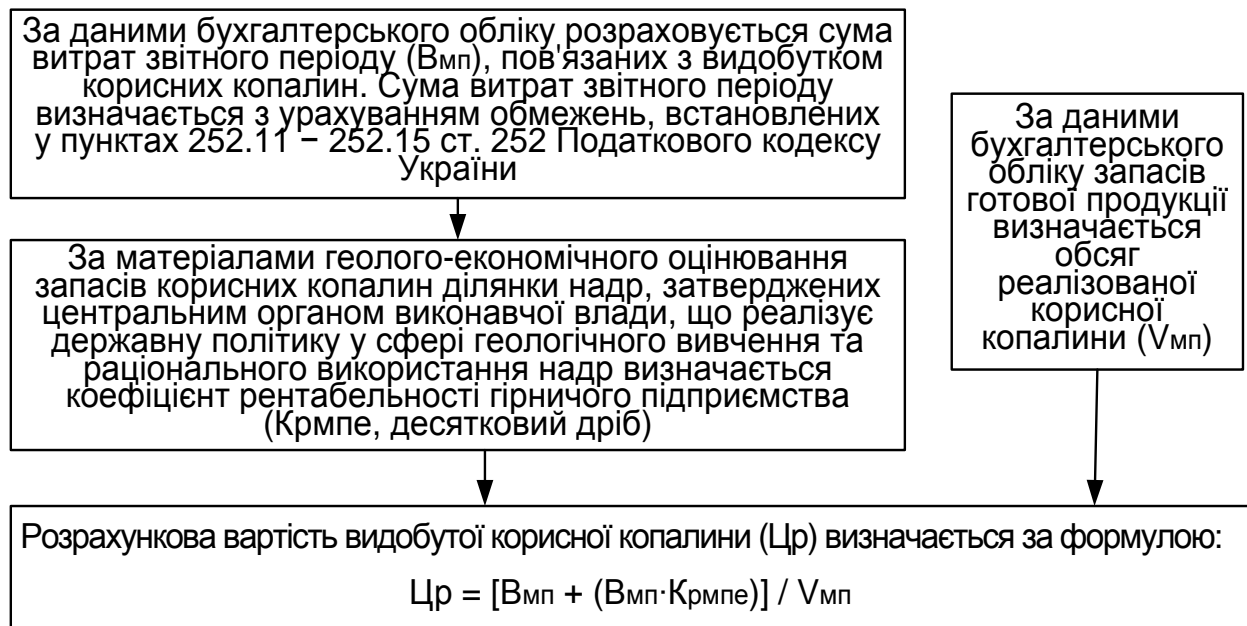 За даними бухгалтерського обліку розраховується сума
витрат звітного періоду (Вмп), пов'язаних з видобутком
корисних копалин. Сума витрат звітного періоду
визначається з урахуванням обмежень, встановлених
у пунктах 252.11 – 252.15 ст. 252 Податкового кодексу
України
За матеріалами геолого-економічного оцінювання
запасів корисних копалин ділянки надр, затверджених
центральним органом виконавчої влади, що реалізує
державну політику у сфері геологічного вивчення та
раціонального використання надр визначається
коефіцієнт рентабельності гірничого підприємства
(Крмпе, десятковий дріб)
За даними
бухгалтерського
обліку запасів
готової продукції
визначається
обсяг
реалізованої
корисної
копалини (Vмп)
Розрахункова вартість видобутої корисної копалини (Цр) визначається за формулою:
Цр = [Вмп + (Вмп·Крмпе)] / Vмп